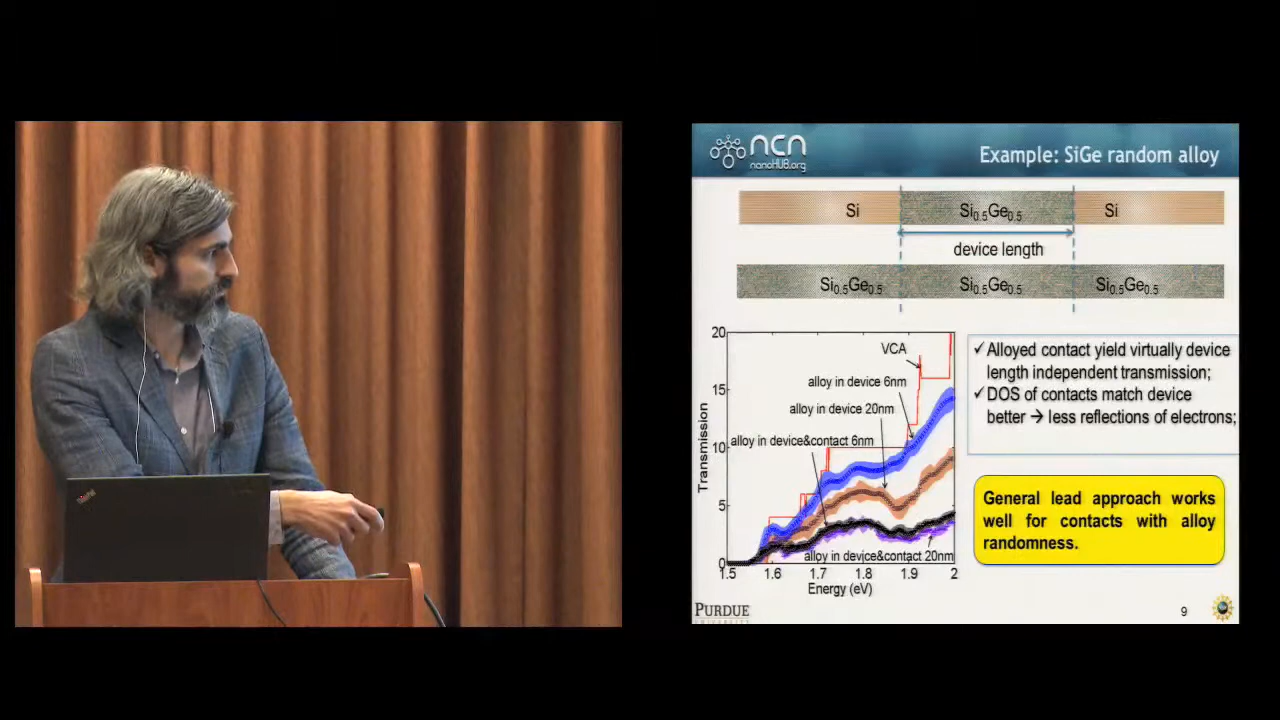 ThinkPad
ncn
nanoHUB.org
Example: SiGe random alloy
Si
Si0.5Ge0.5
Si
device length
Si0.5Ge0.5
Si0.5Ge0.5
Si0.5Ge0.5
20
15
10
5
0
Transmission
VCA
alloy in device 6nm
alloy in device 20nm
alloy in device&contact 6nm
alloy in device&contact 20nm
1.5 1.6 1.7 1.8 1.9 2
Energy (eV)
✓Alloyed contact yield virtually device
length independent transmission;
✓DOS of contacts match device
better → less reflections of electrons;
General lead approach works
well for contacts with alloy
randomness.
PURDUE
UNIVERSITY
9